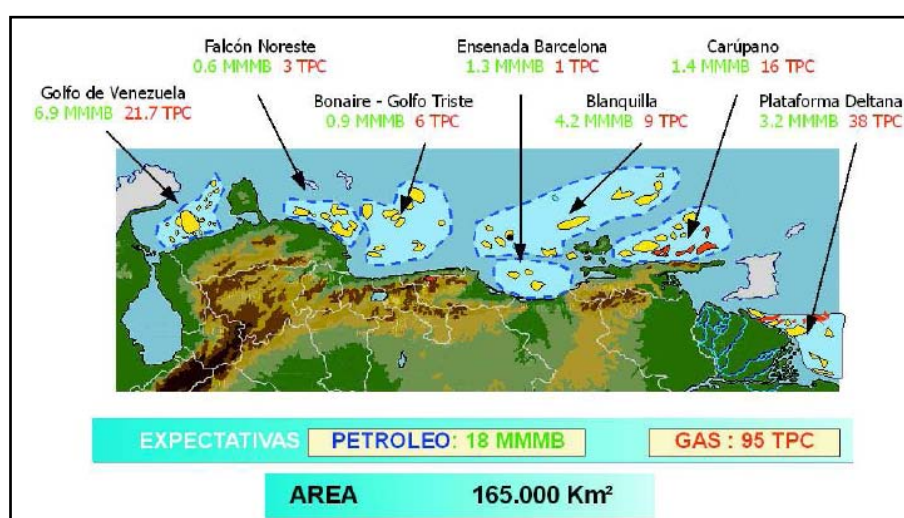 Falcón Noreste
0.6 MMMB 3 TPC
Ensenada Barcelona
1.3 MMMB 1 TPC
Carúpano
1.4 MMMB 16 TPC
Golfo de Venezuela
6.9 MMMB 21.7 TPC
Bonaire - Golfo Triste
0.9 MMMB 6 TPC
Blanquilla
4.2 MMMB 9 TPC
Plataforma Deltana
3.2 MMMB 38 TPC
EXPECTATIVAS PETROLEO: 18 MMMB GAS : 95 TPC
AREA 165.000 Km²